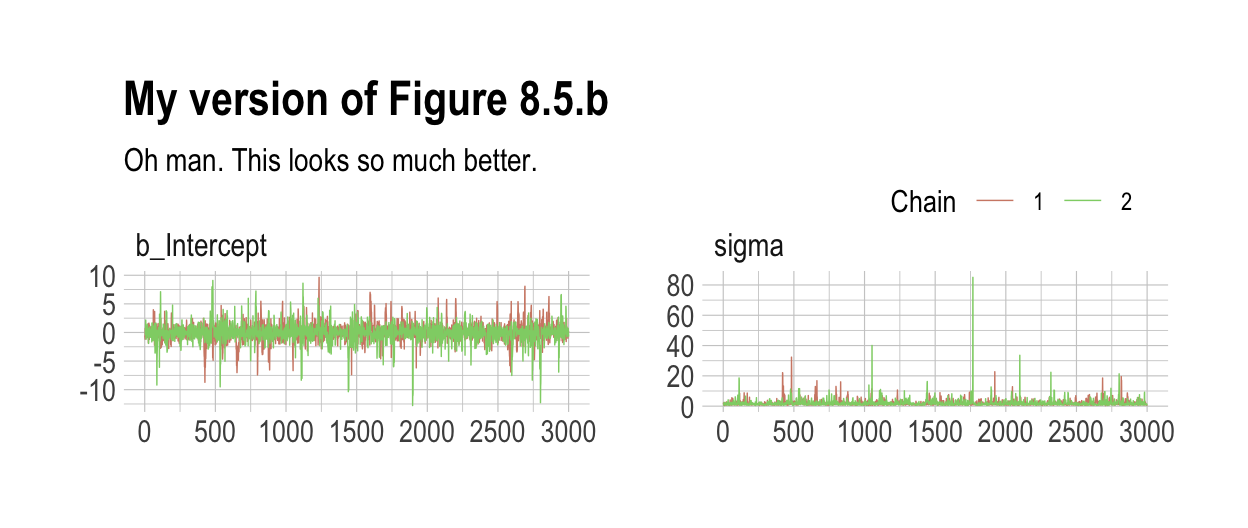 My version of Figure 8.5.b
Oh man. This looks so much better.
Chain 1 2
b_Intercept
10
5
0
-5
-10
0 500 1000 1500 2000 2500 3000
sigma
80
60
40
20
0
0 500 1000 1500 2000 2500 3000